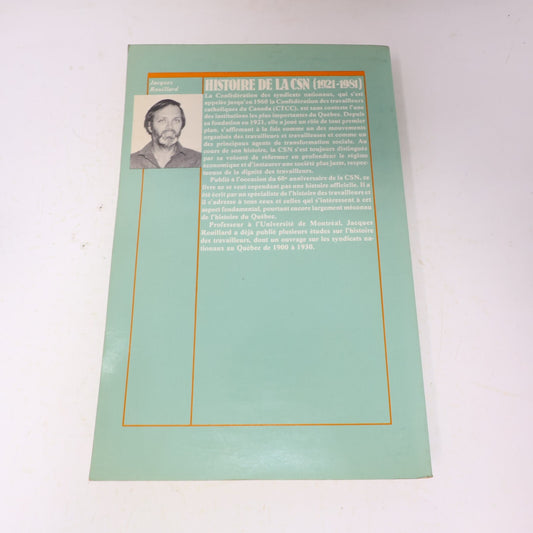 Jacques
Rouillard
HISTOIRE DE LA CSN (1921-1981)
La Confédération des syndicats nationaux, qui s'est
appelée jusqu'en 1960 la Confédération des travailleurs
catholiques du Canada (CTCC), est sans conteste l'une
des institutions les plus importantes du Québec. Depuis
sa fondation en 1921, elle a joué un rôle de tout premier
plan, s'affirmant à la fois comme un des mouvements
organisés des travailleurs et travailleuses et comme un
des principaux agents de transformation sociale. Au
cours de son histoire, la CSN s'est toujours distinguée
par sa volonté de réformer en profondeur le régime
économique et d'instaurer une société plus juste, respec-
tueuse de la dignité des travailleurs.
Publié à l'occasion du 60e anniversaire de la CSN, ce
livre ne se veut cependant pas une histoire officielle. Il a
été écrit par un spécialiste de l'histoire des travailleurs et
il s'adresse à tous ceux et celles qui s'intéressent à cet
aspect fondamental, pourtant encore largement méconnu
de l'histoire du Québec.
Professeur à l'Université de Montréal, Jacques
Rouillard a déjà publié plusieurs études sur l'histoire
des travailleurs, dont un ouvrage sur les syndicats na-
tionaux au Québec de 1900 à 1930.